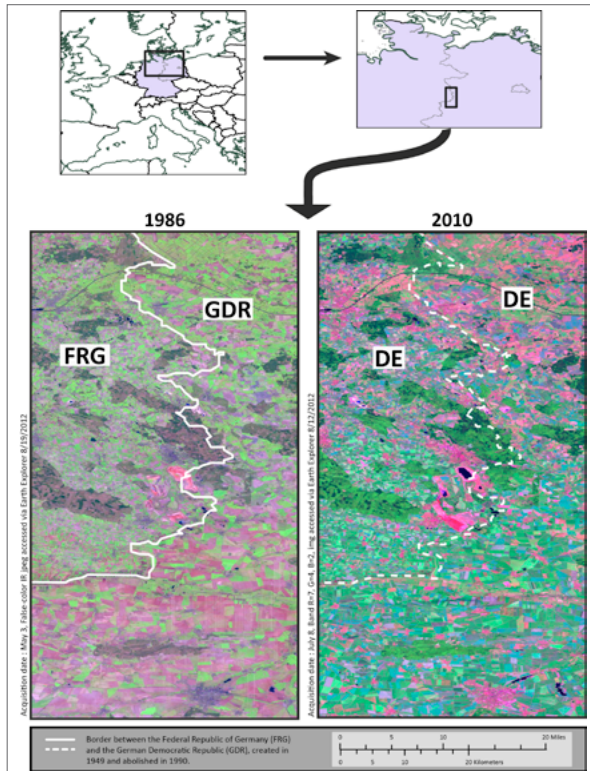 1986
2010
GDR
FRG
DE
DE
Acquisition date : May 3, False-color IR jpeg accessed via Earth Explorer 8/19/2012
Acquisition date : July 8, Band R=7, G=4, B=2, img accessed via Earth Explorer 8/12/2012
Border between the Federal Republic of Germany (FRG)
and the German Democratic Republic (GDR), created in
1949 and abolished in 1990.
0 5 10 20 Miles
0 5 10 20 Kilometers